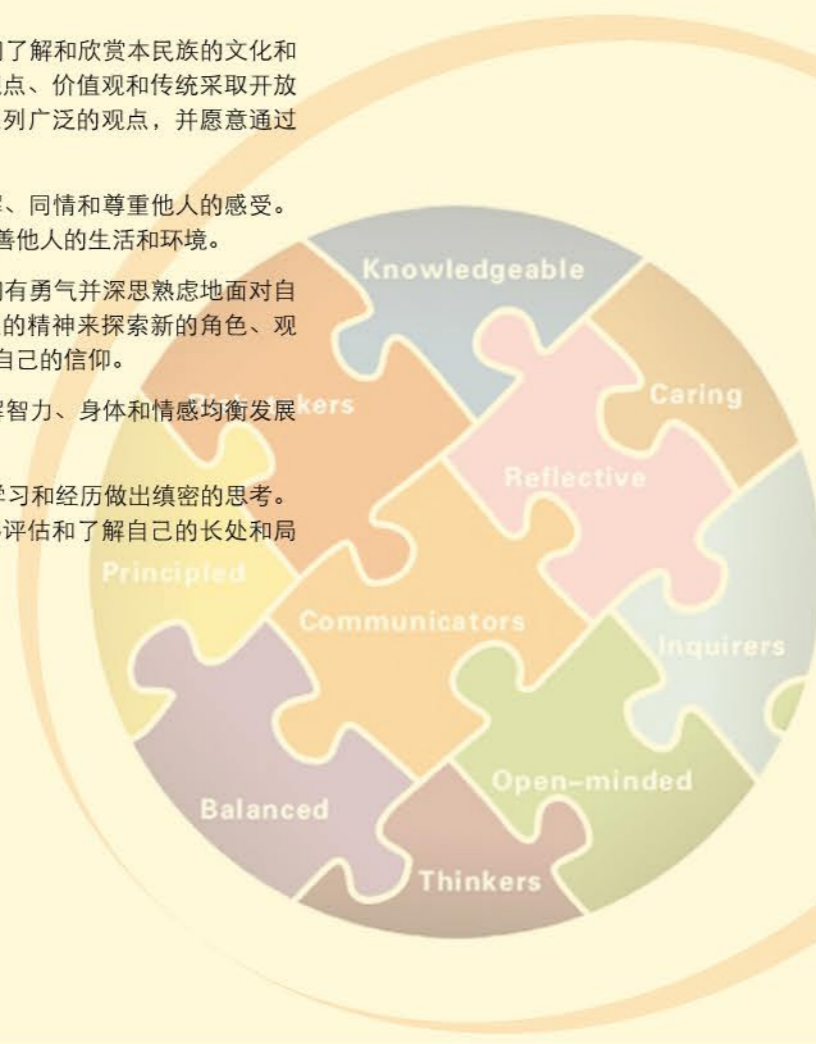 了解和欣赏本民族的文化和
点、价值观和传统采取开放
列广泛的观点，并愿意通过
、同情和尊重他人的感受。
善他人的生活和环境。
有勇气并深思熟虑地面对自
的精神来探索新的角色、观
自己的信仰。
智力、身体和情感均衡发展
学习和经历做出缜密的思考。
评估和了解自己的长处和局
Knowledgeable
Caring
kers
Reflective
Principled
Communicators
Inquirers
Open-minded
Balanced
Thinkers